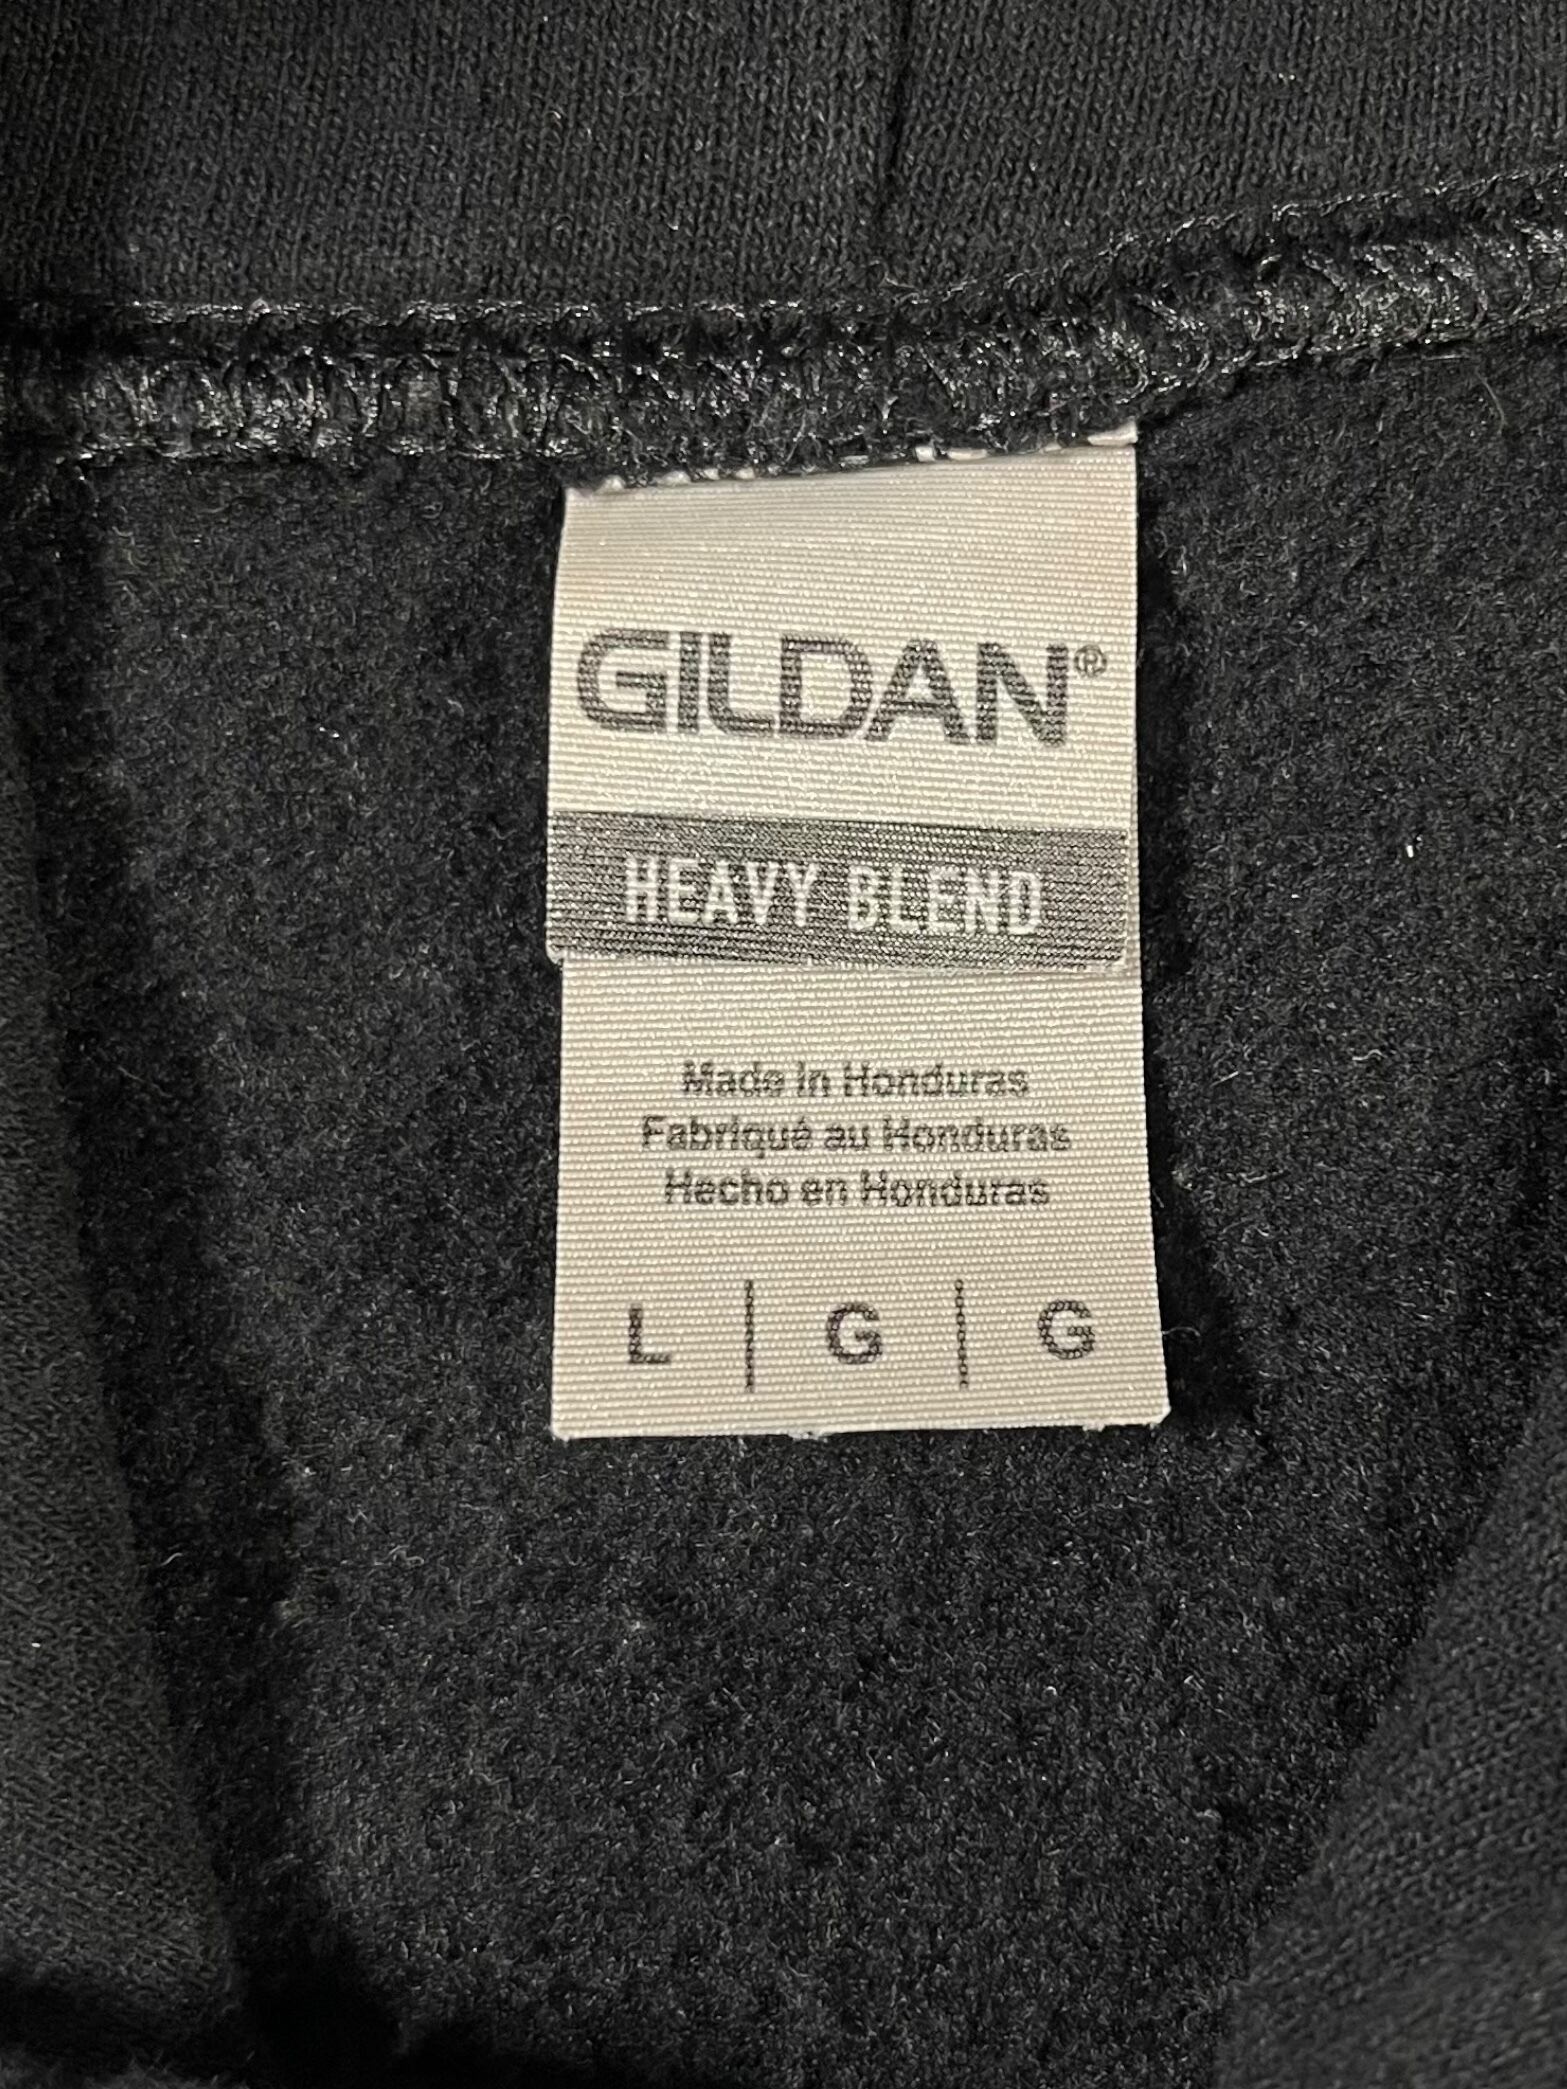 GILDAN®
HEAVY BLEND
Made in Honduras
Fabriqué au Honduras
Hecho en Honduras
L | G | G